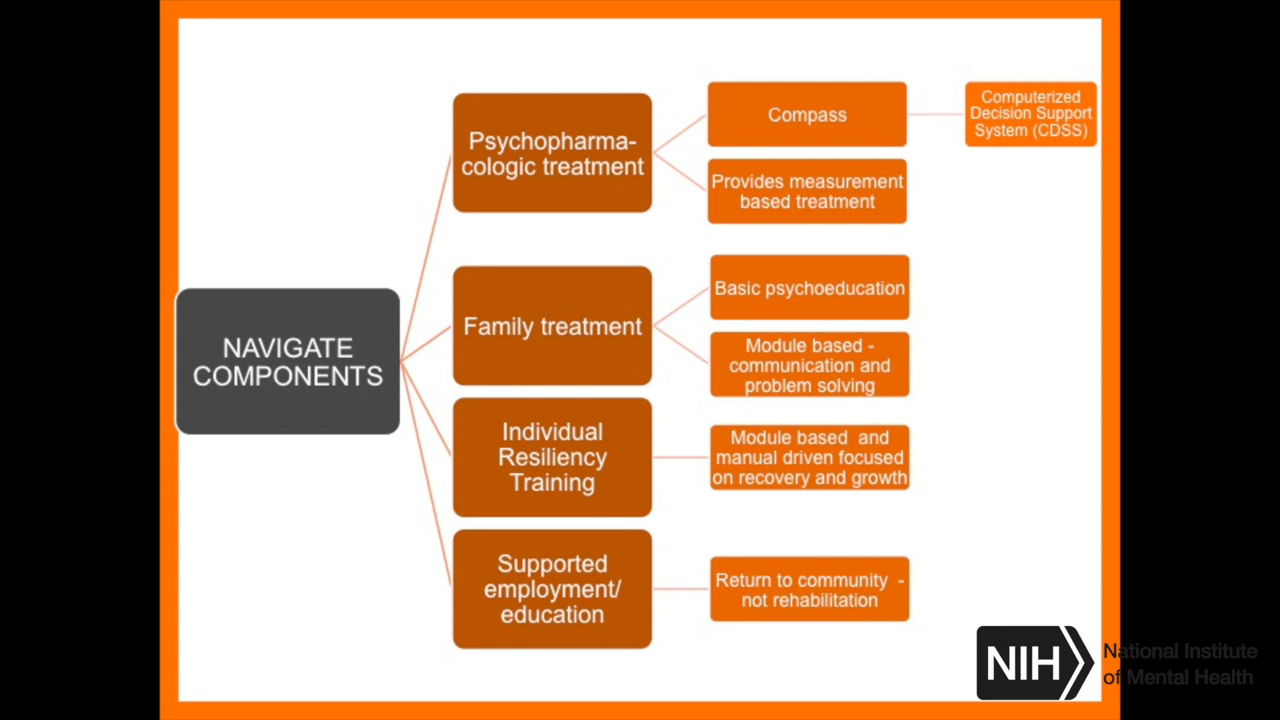 NAVIGATE
COMPONENTS
Psychopharma-
cologic treatment
Compass
Computerized
Decision Support
System (CDSS)
Provides measurement
based treatment
Family treatment
Basic psychoeducation
Module based -
communication and
problem solving
Individual
Resiliency
Training
Module based  and
manual driven focused
on recovery and growth
Supported
employment/
education
Return to community  -
not rehabilitation
NIH
National Institute
of Mental Health